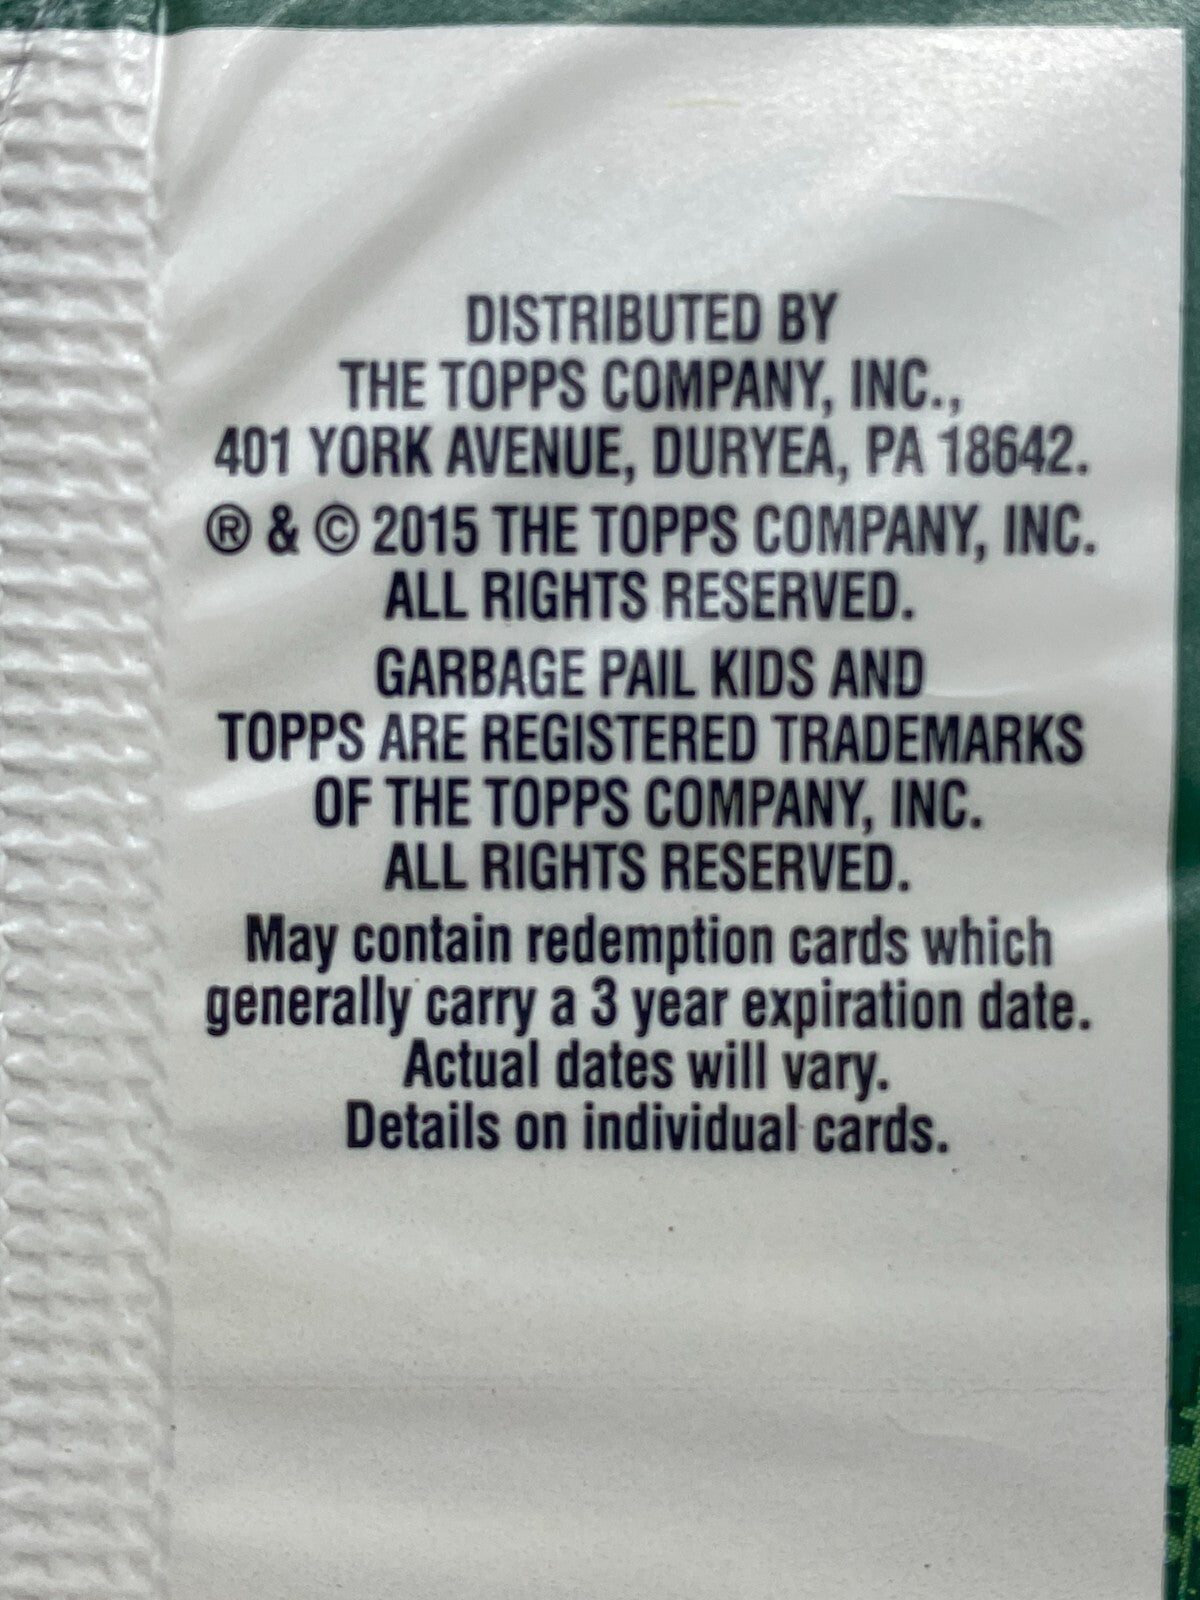 DISTRIBUTED BY
THE TOPPS COMPANY, INC.,
401 YORK AVENUE, DURYEA, PA 18642.
® & © 2015 THE TOPPS COMPANY, INC.
ALL RIGHTS RESERVED.
GARBAGE PAIL KIDS AND
TOPPS ARE REGISTERED TRADEMARKS
OF THE TOPPS COMPANY, INC.
ALL RIGHTS RESERVED.
May contain redemption cards which
generally carry a 3 year expiration date.
Actual dates will vary.
Details on individual cards.